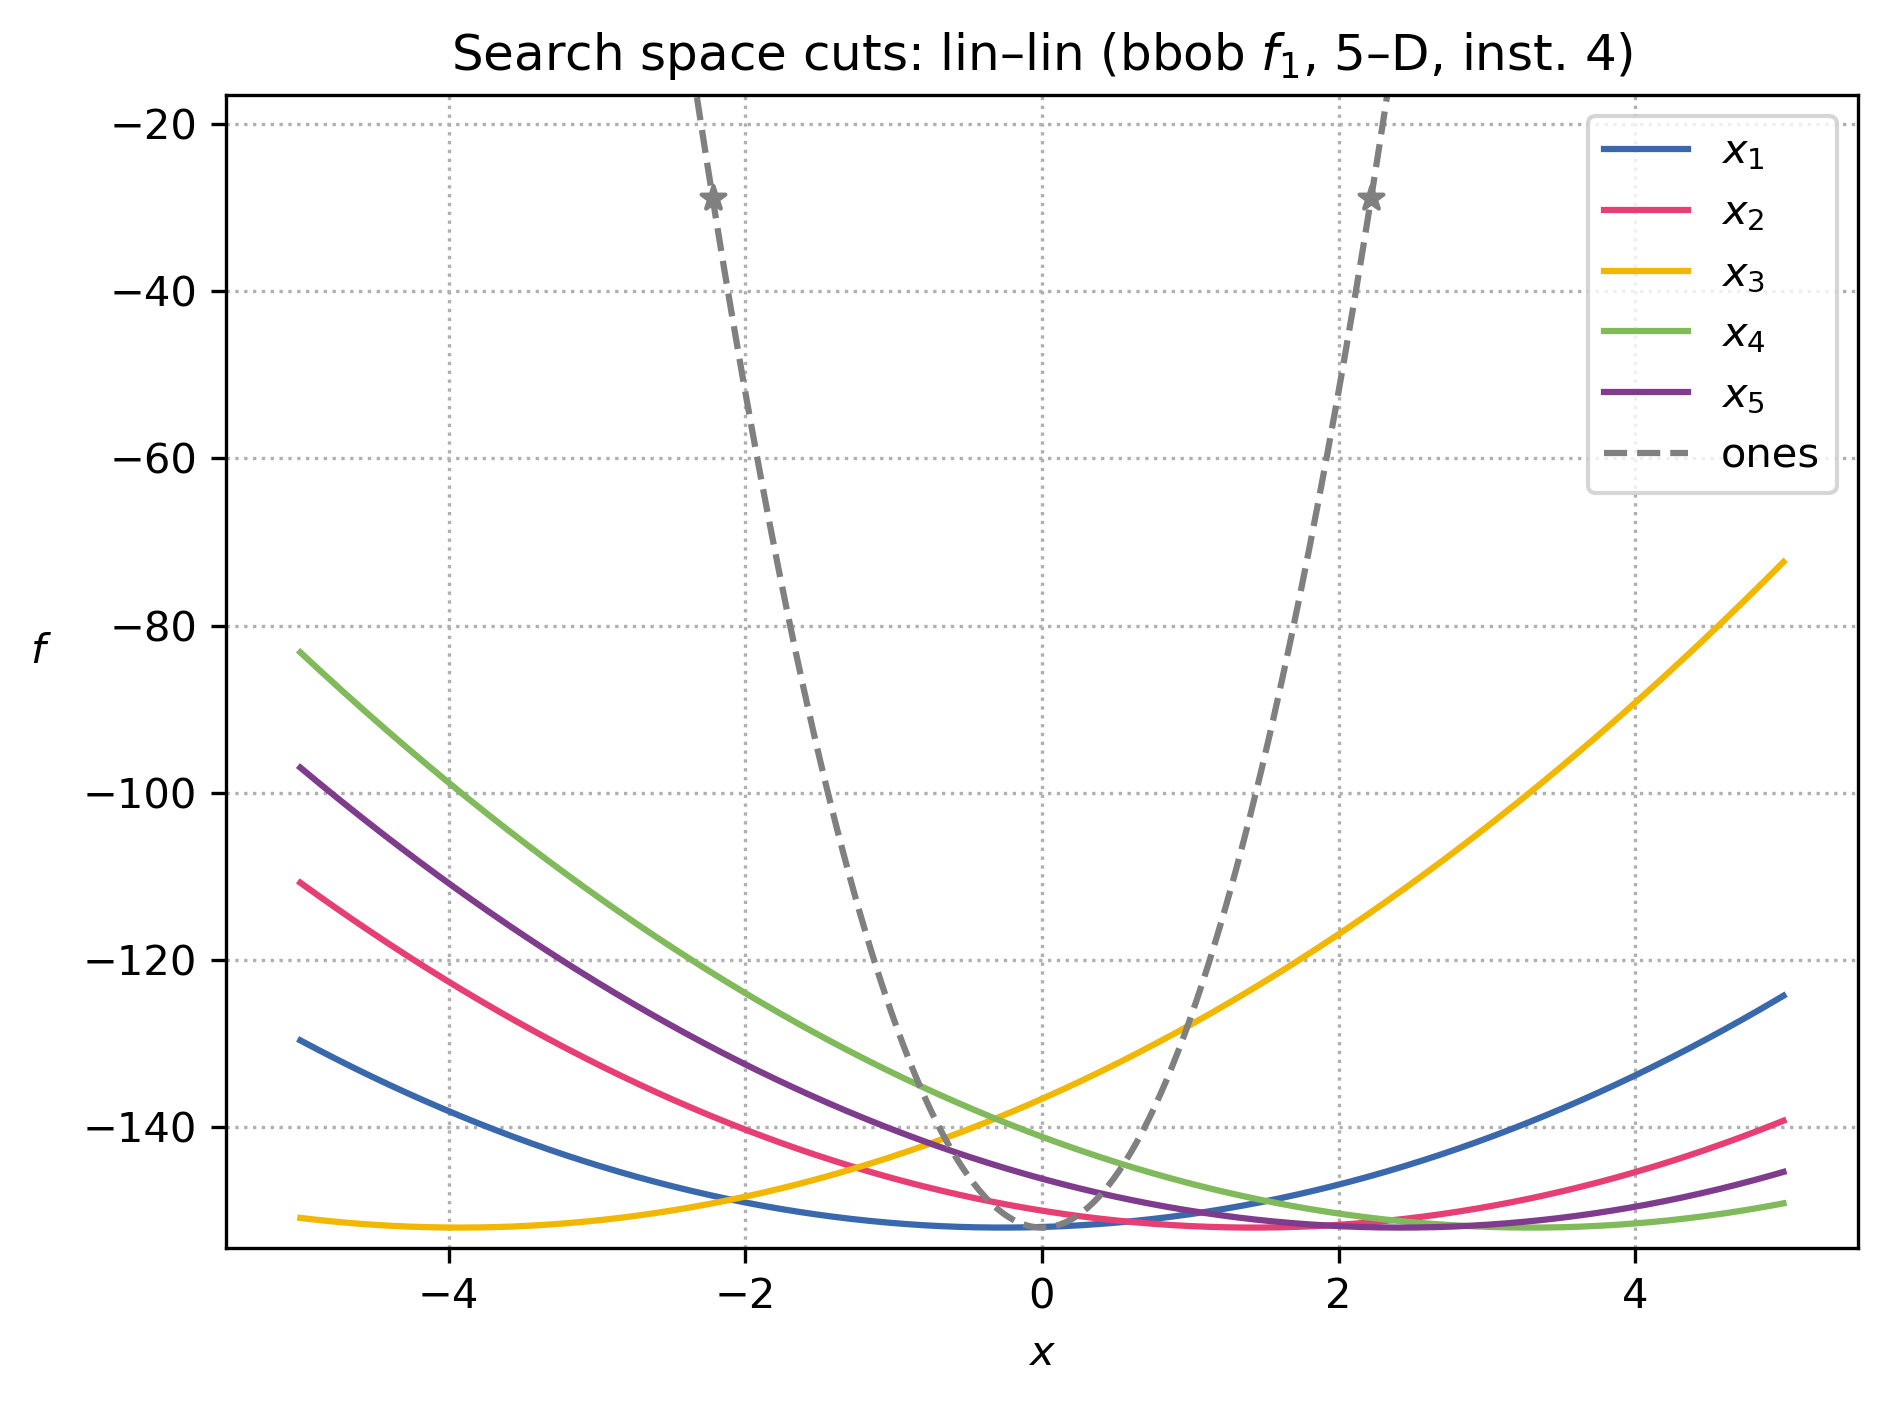 Search space cuts: lin–lin (bbob f₁, 5–D, inst. 4)
−20
−40
−60
−80
−100
−120
−140
f
x₁
x₂
x₃
x₄
x₅
ones
−4 −2 0 2 4
x